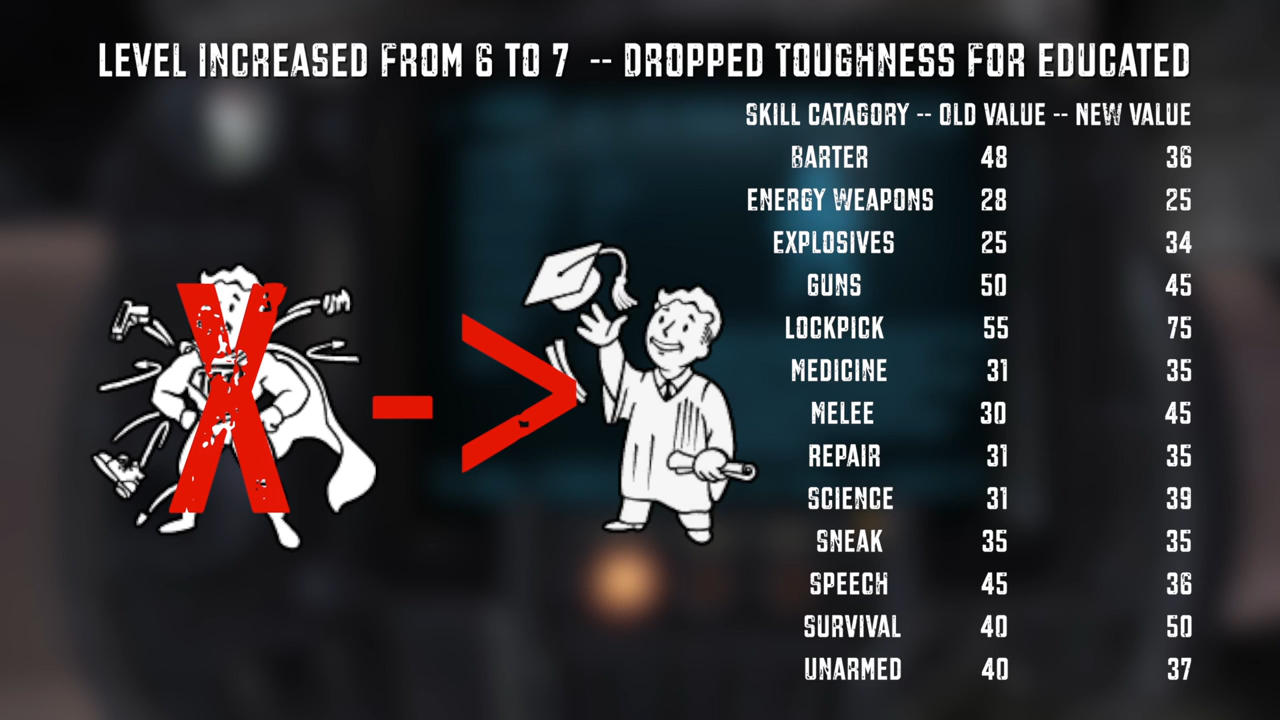 LEVEL INCREASED FROM 6 TO 7 -- DROPPED TOUGHNESS FOR EDUCATED
SKILL CATAGORY -- OLD VALUE -- NEW VALUE
BARTER 48 36
ENERGY WEAPONS 28 25
EXPLOSIVES 25 34
GUNS 50 45
LOCKPICK 55 75
MEDICINE 31 35
MELEE 30 45
REPAIR 31 35
SCIENCE 31 39
SNEAK 35 35
SPEECH 45 36
SURVIVAL 40 50
UNARMED 40 37
X - >